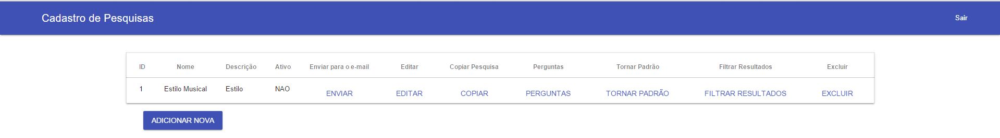 Cadastro de Pesquisas Sair
ID Nome Descrição Ativo Enviar para o e-mail Editar Copiar Pesquisa Perguntas Tornar Padrão Filtrar Resultados Excluir
1 Estilo Musical Estilo NAO ENVIAR EDITAR COPIAR PERGUNTAS TORNAR PADRÃO FILTRAR RESULTADOS EXCLUIR
ADICIONAR NOVA